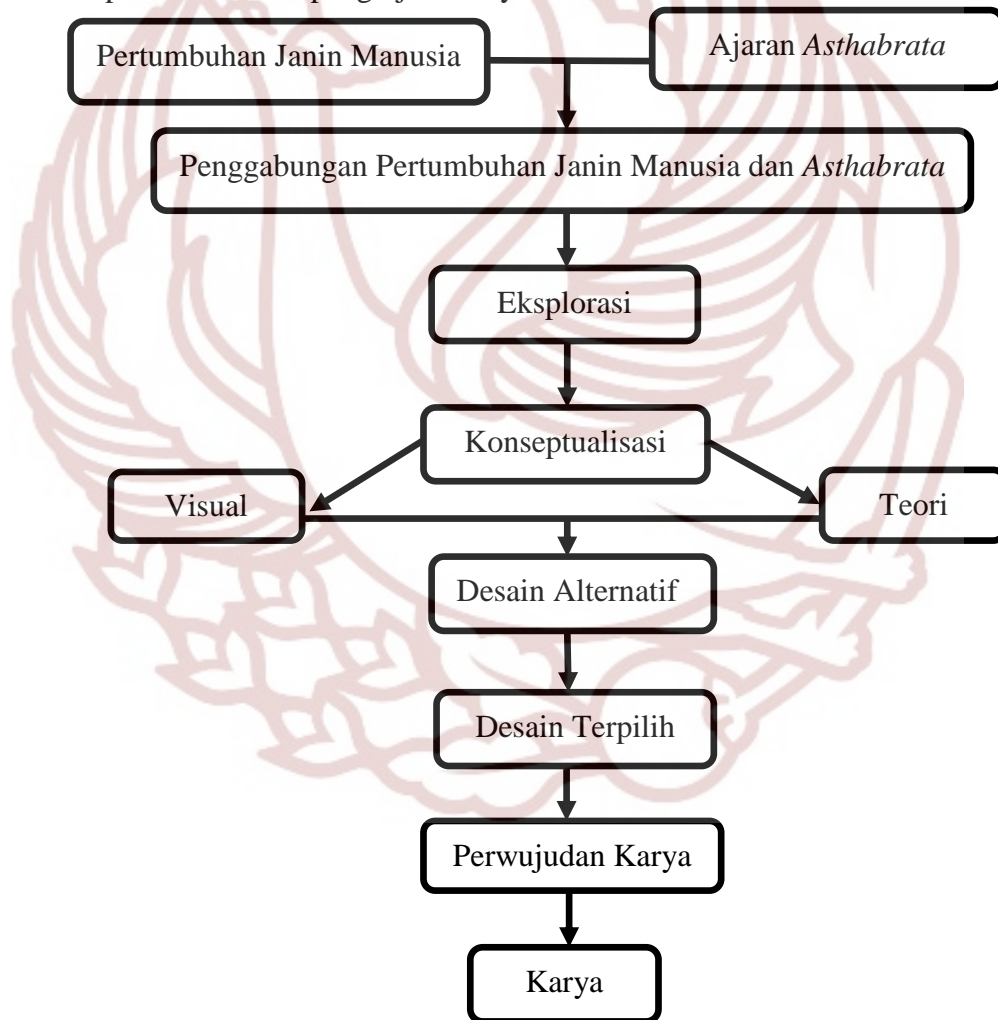 Pertumbuhan Janin Manusia
Ajaran Asthabrata
Penggabungan Pertumbuhan Janin Manusia dan Asthabrata
Eksplorasi
Konseptualisasi
Visual
Teori
Desain Alternatif
Desain Terpilih
Perwujudan Karya
Karya